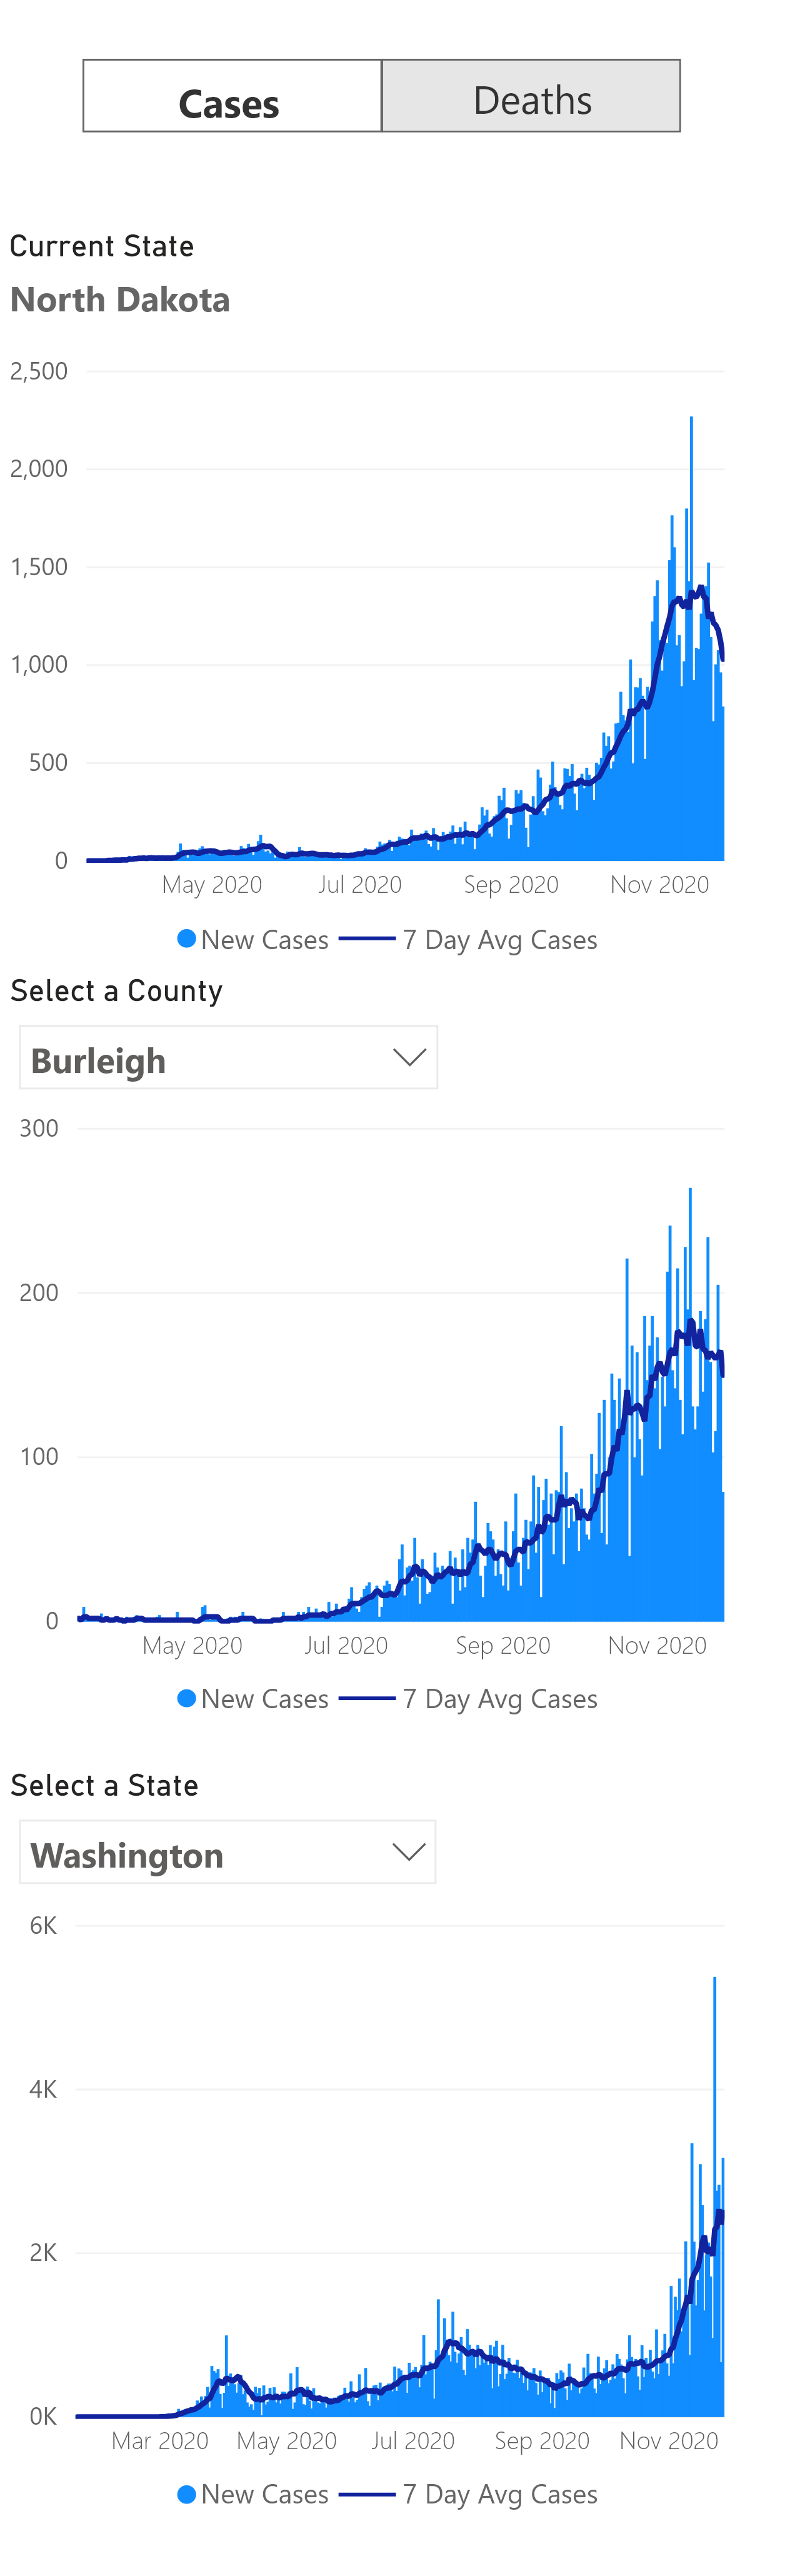 Cases Deaths
Current State
North Dakota
2,500
2,000
1,500
1,000
500
0
May 2020 Jul 2020 Sep 2020 Nov 2020
New Cases 7 Day Avg Cases
Select a County
Burleigh
300
200
100
0
May 2020 Jul 2020 Sep 2020 Nov 2020
New Cases 7 Day Avg Cases
Select a State
Washington
6K
4K
2K
0K
Mar 2020 May 2020 Jul 2020 Sep 2020 Nov 2020
New Cases 7 Day Avg Cases